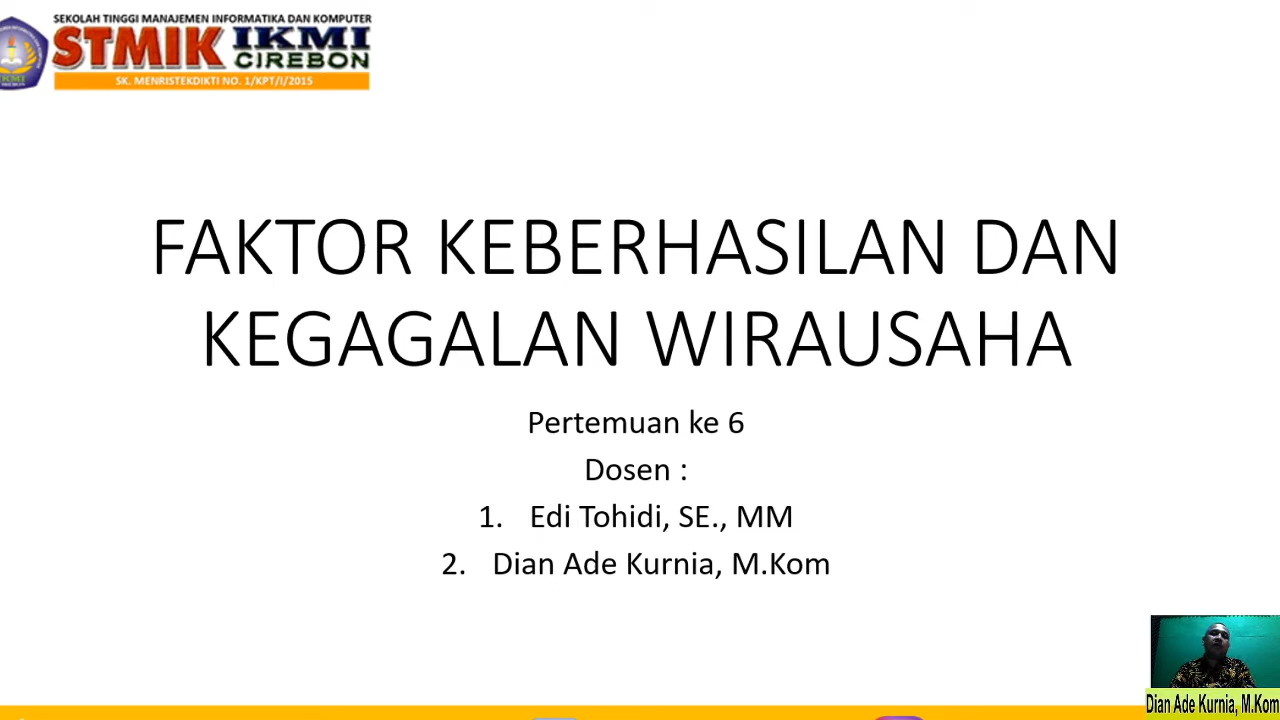 SEKOLAH TINGGI MANAJEMEN INFORMATIKA DAN KOMPUTER
STMIK IKMI
CIREBON
SK. MENRISTEKDIKTI NO. 1/KPT/I/2015
IKMI
FAKTOR KEBERHASILAN DAN
KEGAGALAN WIRAUSAHA
Pertemuan ke 6
Dosen :
1. Edi Tohidi, SE., MM
2. Dian Ade Kurnia, M.Kom
Dian Ade Kurnia, M.Kom